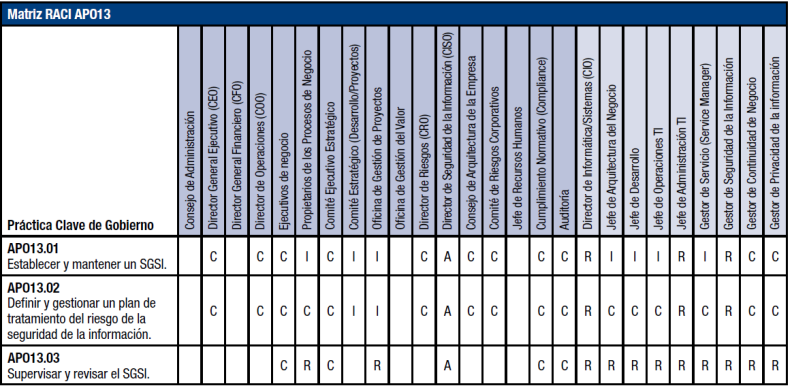 Matriz RACI APO13
Práctica Clave de Gobierno
Consejo de Administración
Director General Ejecutivo (CEO)
Director General Financiero (CFO)
Director de Operaciones (COO)
Ejecutivos de negocio
Propietarios de los Procesos de Negocio
Comité Ejecutivo Estratégico
Comité Estratégico (Desarrollo/Proyectos)
Oficina de Gestión de Proyectos
Oficina de Gestión del Valor
Director de Riesgos (CRO)
Director de Seguridad de la Información (CISO)
Consejo de Arquitectura de la Empresa
Comité de Riesgos Corporativos
Jefe de Recursos Humanos
Cumplimiento Normativo (Compliance)
Auditoria
Director de Informática/Sistemas (CIO)
Jefe de Arquitectura del Negocio
Jefe de Desarrollo
Jefe de Operaciones TI
Jefe de Administración TI
Gestor de Servicio (Service Manager)
Gestor de Seguridad de la Información
Gestor de Continuidad de Negocio
Gestor de Privacidad de la información
APO13.01
Establecer y mantener un SGSI.
C C C I C I I C A C C C C R I I I R I R C C
APO13.02
Definir y gestionar un plan de
tratamiento del riesgo de la
seguridad de la información.
C C C C C I I C A C C C C R C C C R C R C C
APO13.03
Supervisar y revisar el SGSI.
C R C R A C C R R R R R R R R R